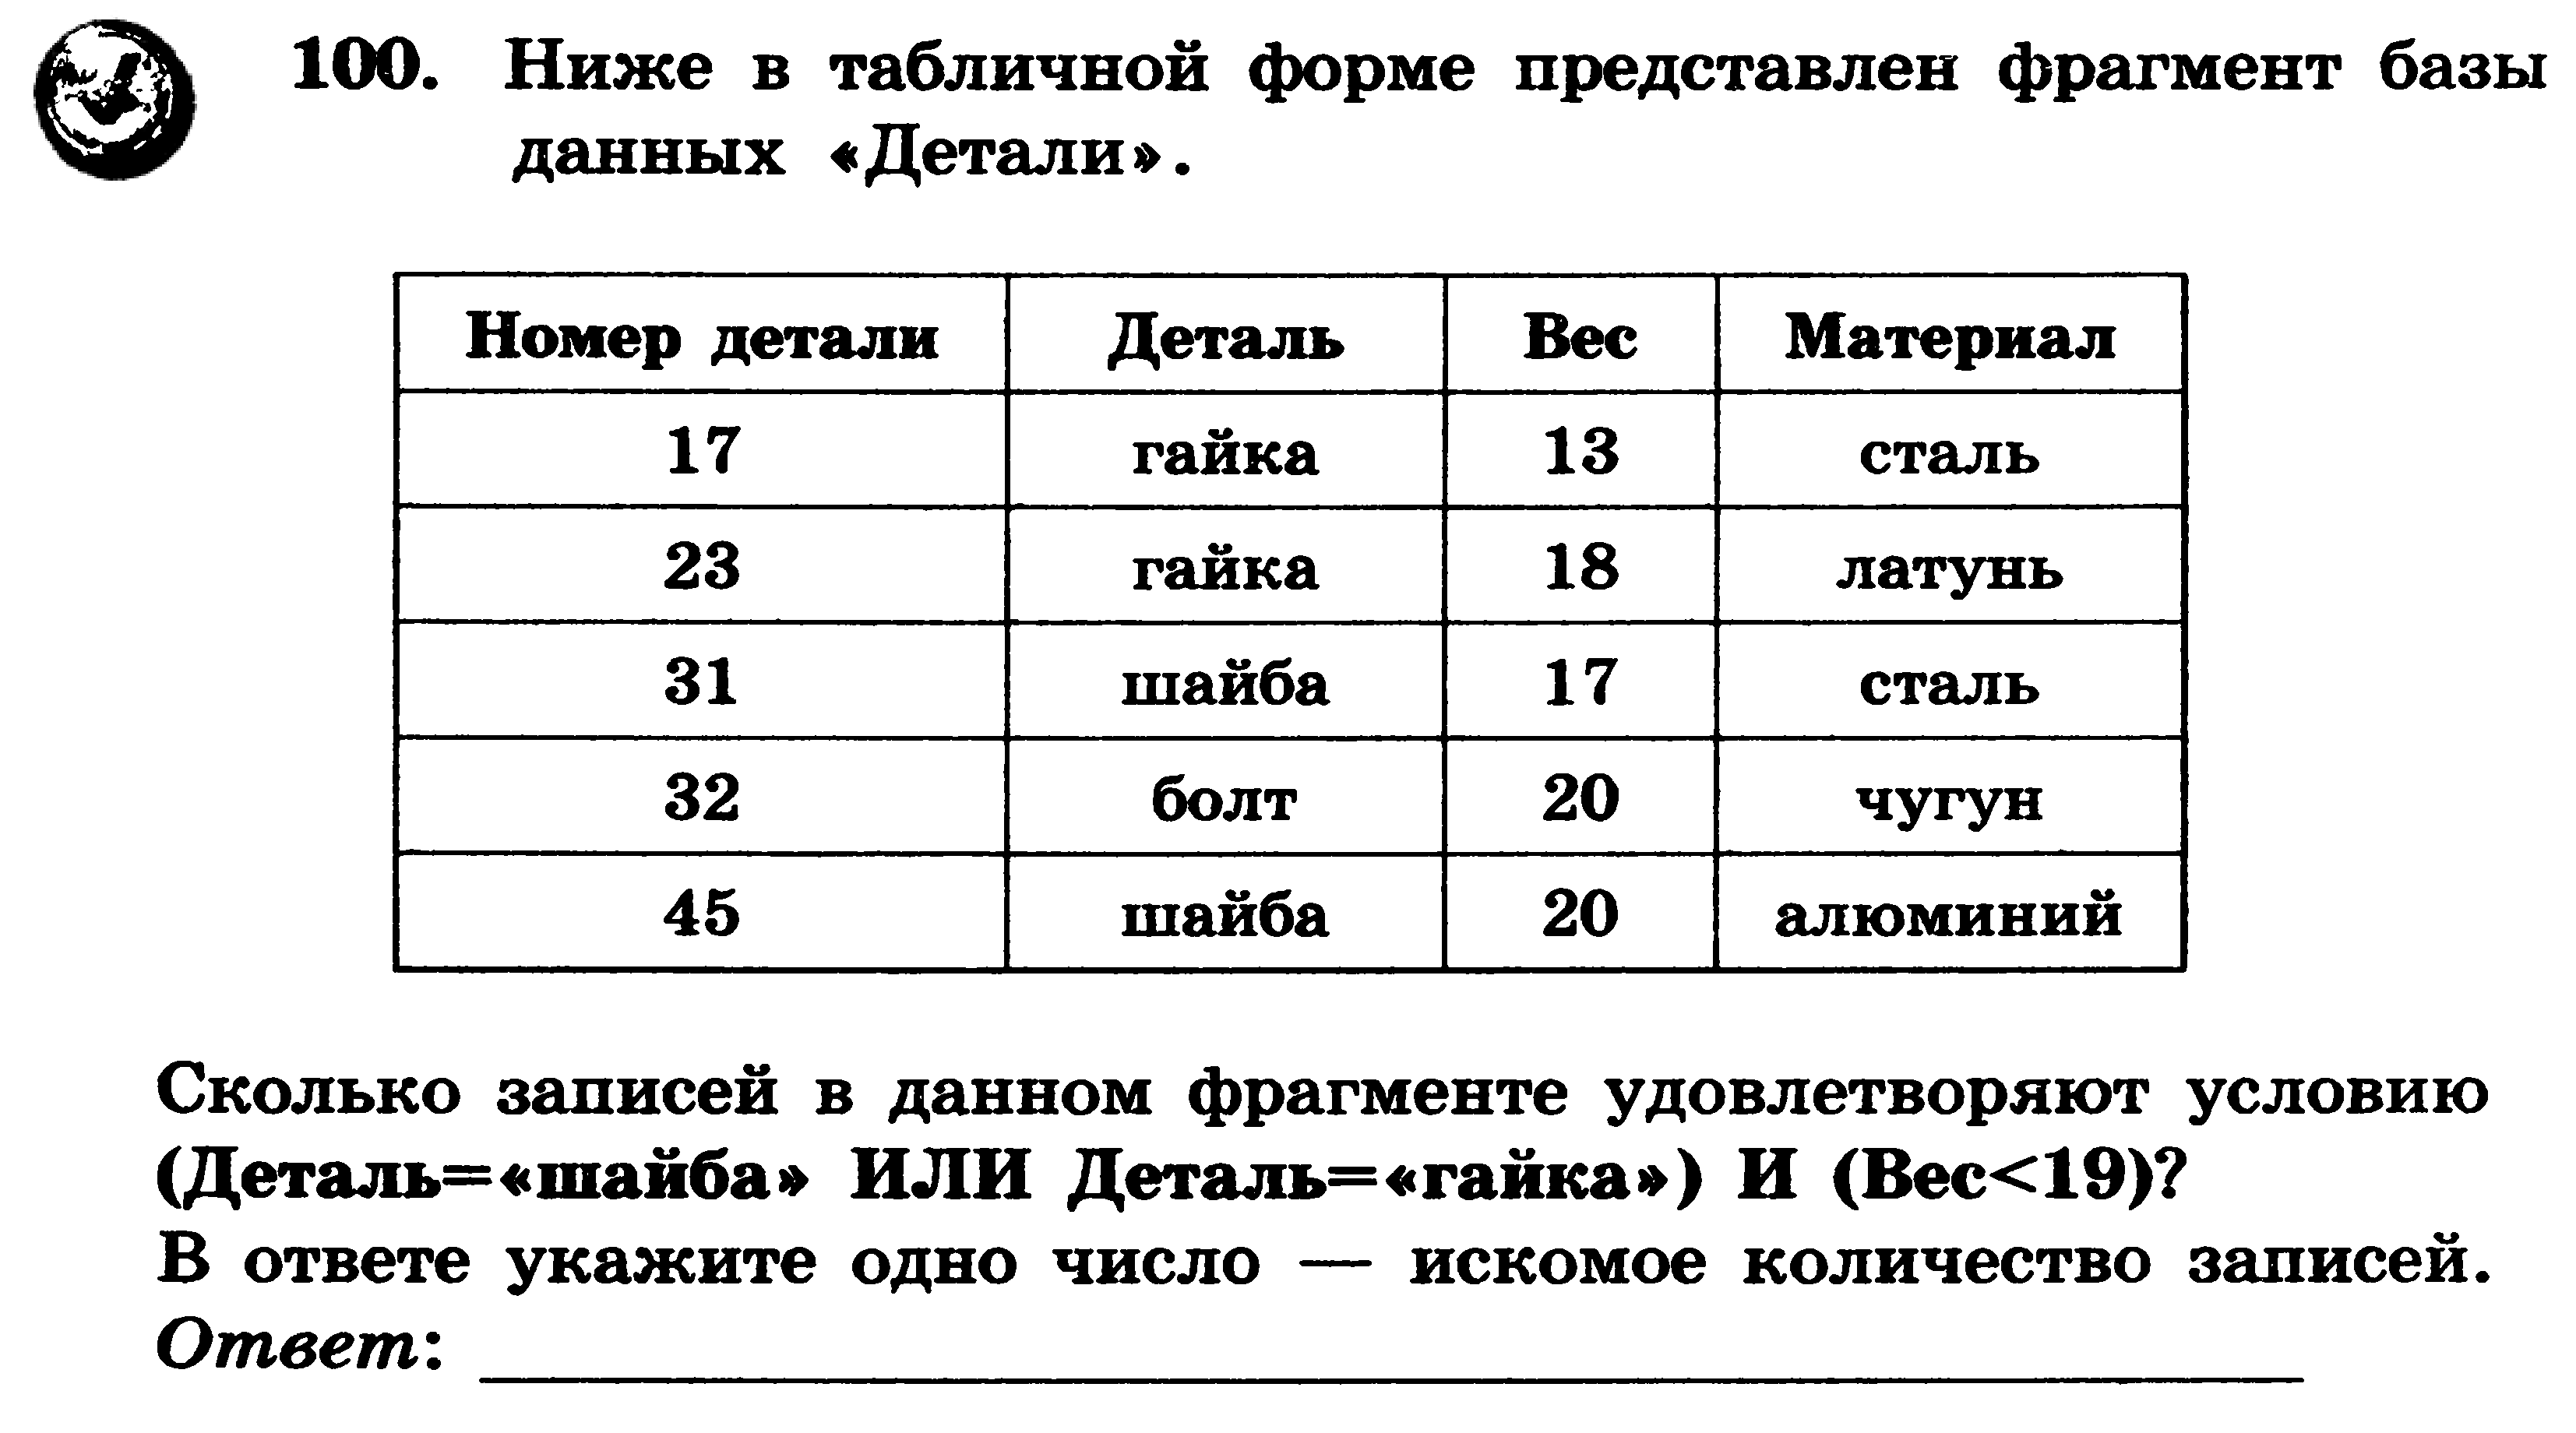 100. Ниже в табличной форме представлен фрагмент базы
данных «Детали».
Номер детали Деталь Вес Материал
17 гайка 13 сталь
23 гайка 18 латунь
31 шайба 17 сталь
32 болт 20 чугун
45 шайба 20 алюминий
Сколько записей в данном фрагменте удовлетворяют условию
(Деталь=«шайба» ИЛИ Деталь=«гайка») И (Вес<19)?
В ответе укажите одно число — искомое количество записей.
Ответ: